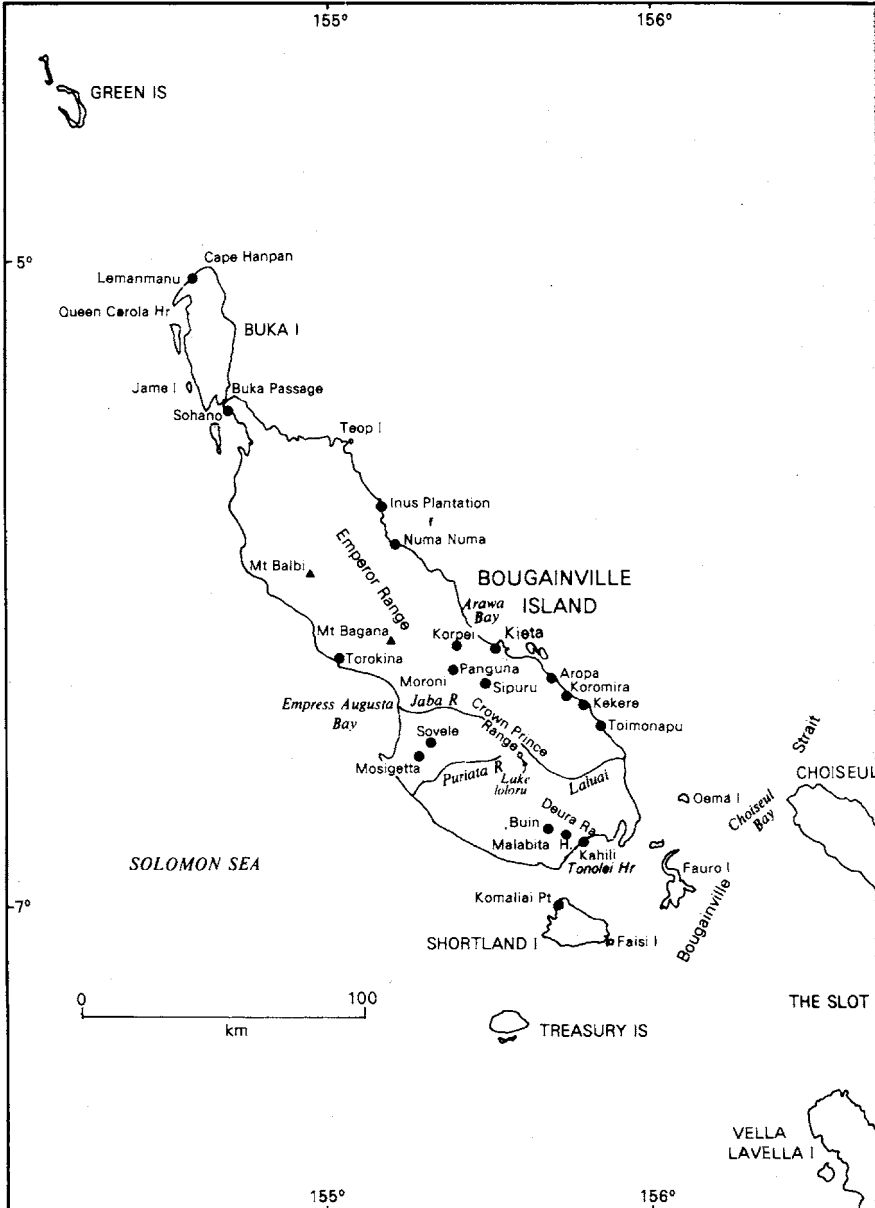 155°
156°
GREEN IS
5°
Cape Hanpan
Lemanmanu
Queen Carola Hr
BUKA I
Jame I
Buka Passage
Sohano
Teop I
Inus Plantation
Numa Numa
Emperor Range
Mt Balbi
BOUGAINVILLE
ISLAND
Arawa
Bay
Mt Bagana
Korpei
Kieta
Torokina
Panguna
Aropa
Moroni
Sipuru
Koromira
Jaba R
Kekere
Empress Augusta
Bay
Crown Prince
Range
Toimonapu
Sovele
Strait
Mosigetta
Puriata R
Lake
Ioloru
Laluai
CHOISEUL
Oema I
Choiseul
Bay
Deura Ra
Buin
Malabita H.
Kahili
Tonolei Hr
SOLOMON SEA
Fauro I
7°
Komaliai Pt
Bougainville
SHORTLAND I
Faisi I
0
100
km
THE SLOT
TREASURY IS
VELLA
LAVELLA I
155°
156°